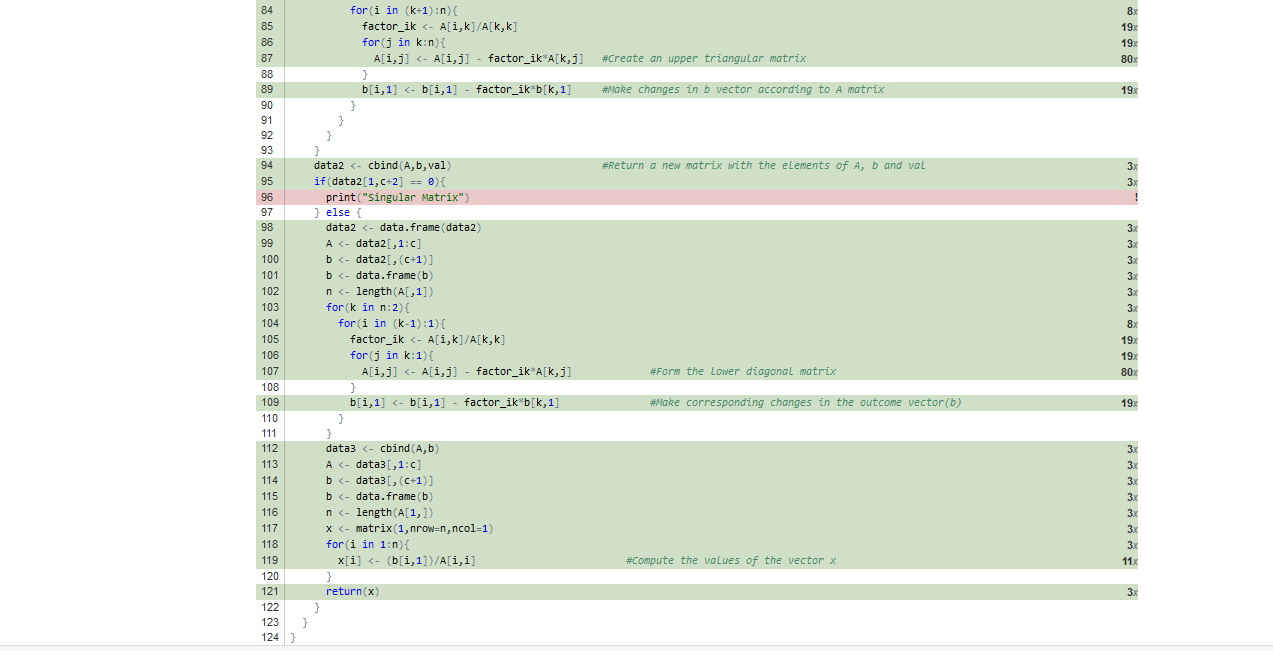 84 for(i in (k+1):n){ 8x
85 factor_ik <- A[i,k]/A[k,k] 19x
86 for(j in k:n){ 19x
87 A[i,j] <- A[i,j] - factor_ik*A[k,j] #Create an upper triangular matrix 80x
88 }
89 b[i,1] <- b[i,1] - factor_ik*b[k,1] #Make changes in b vector according to A matrix 19x
90 }
91 }
92 }
93 }
94 data2 <- cbind(A,b,val) #Return a new matrix with the elements of A, b and val 3x
95 if(data2[1,c+2] == 0){ 3x
96 print("Singular Matrix") !
97 } else {
98 data2 <- data.frame(data2) 3x
99 A <- data2[,1:c] 3x
100 b <- data2[,(c+1)] 3x
101 b <- data.frame(b) 3x
102 n <- length(A[,1]) 3x
103 for(k in n:2){ 3x
104 for(i in (k-1):1){ 8x
105 factor_ik <- A[i,k]/A[k,k] 19x
106 for(j in k:1){ 19x
107 A[i,j] <- A[i,j] - factor_ik*A[k,j] #Form the lower diagonal matrix 80x
108 }
109 b[i,1] <- b[i,1] - factor_ik*b[k,1] #Make corresponding changes in the outcome vector(b) 19x
110 }
111 }
112 data3 <- cbind(A,b) 3x
113 A <- data3[,1:c] 3x
114 b <- data3[,(c+1)] 3x
115 b <- data.frame(b) 3x
116 n <- length(A[1,]) 3x
117 x <- matrix(1,nrow=n,ncol=1) 3x
118 for(i in 1:n){ 3x
119 x[i] <- (b[i,1])/A[i,i] #Compute the values of the vector x 11x
120 }
121 return(x) 3x
122 }
123 }
124 }